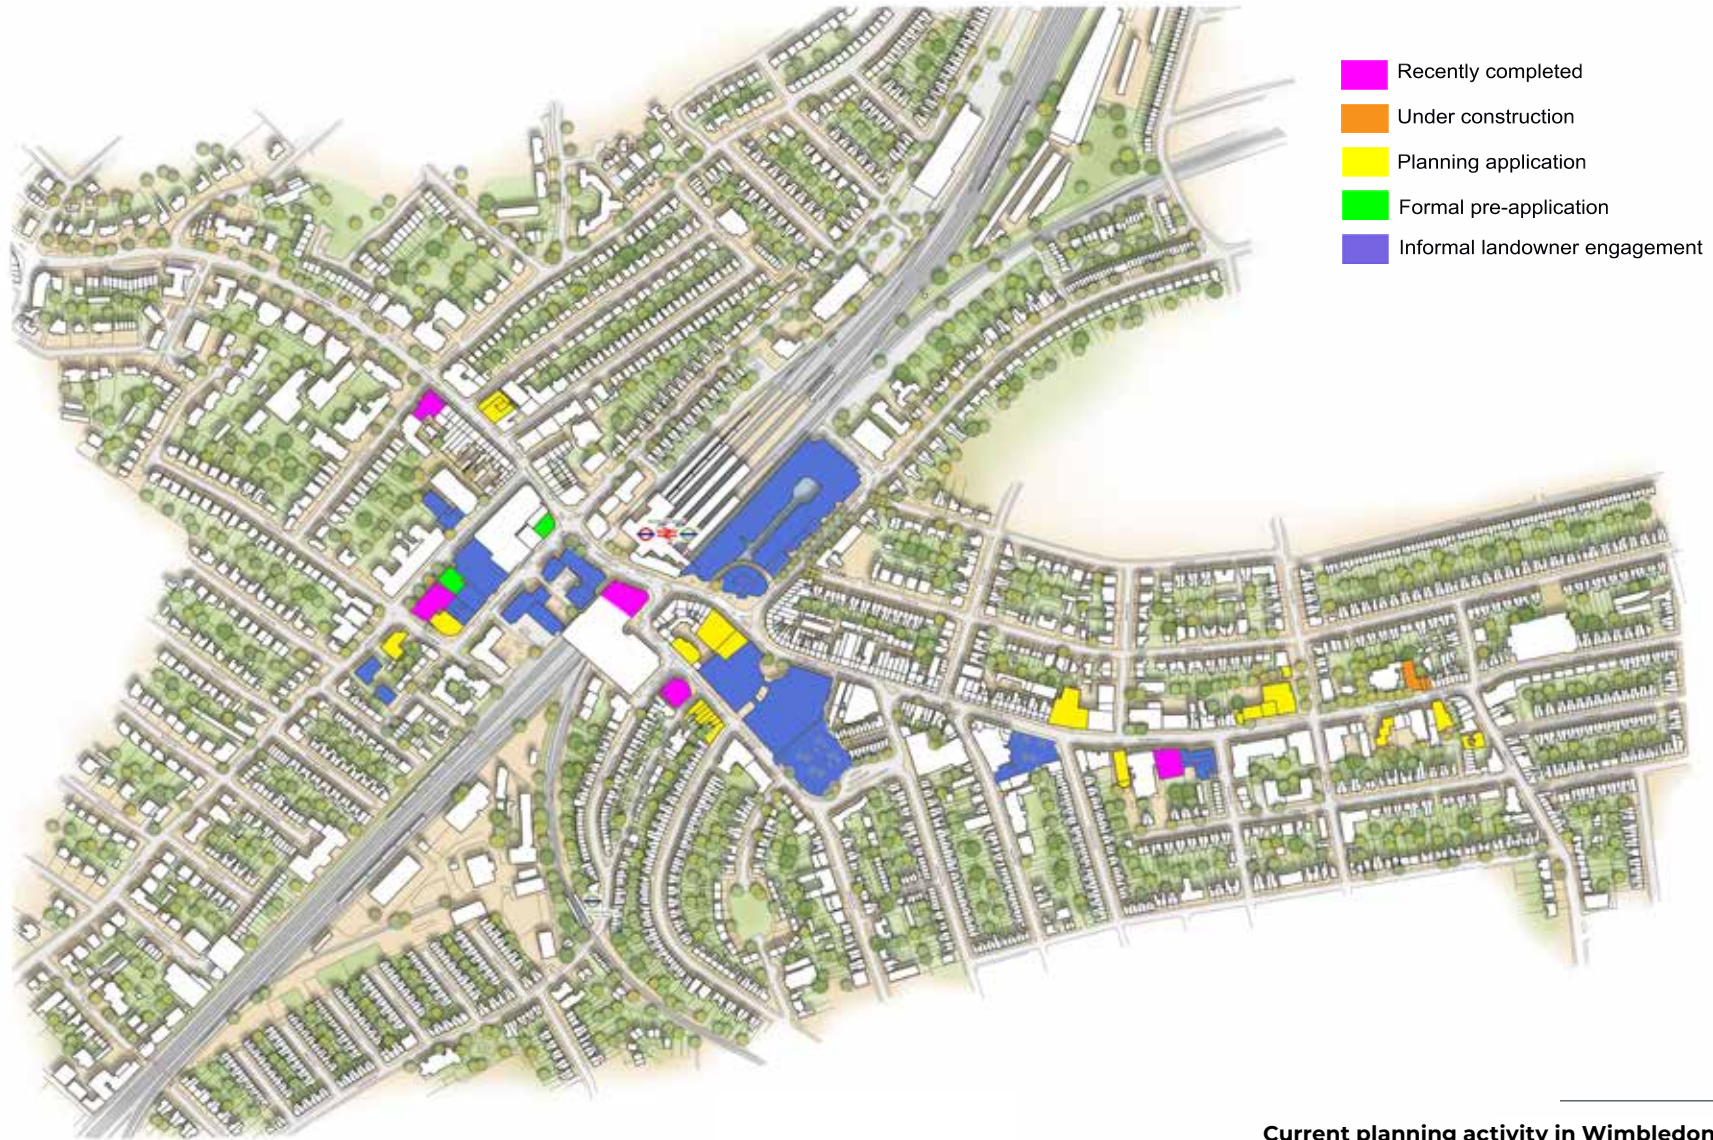 Recently completed
Under construction
Planning application
Formal pre-application
Informal landowner engagement
Current planning activity in Wimbledon